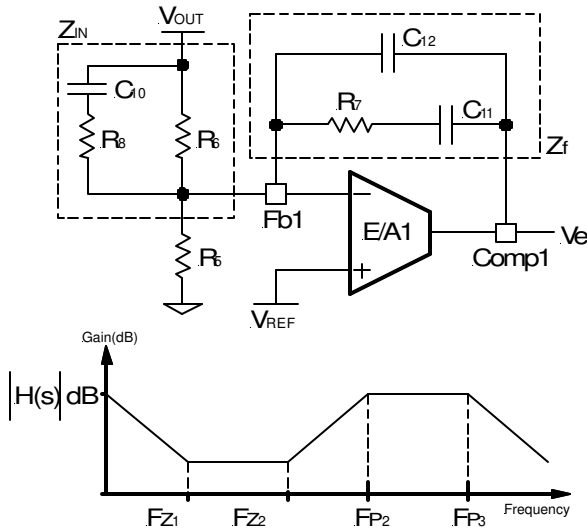 ZIN
VOUT
C10
R8
R6
R5
C12
R7
C11
Zf
Fb1
E/A1
Comp1
Ve
VREF
Gain(dB)
|H(s)| dB
FZ1
FZ2
FP2
FP3
Frequency